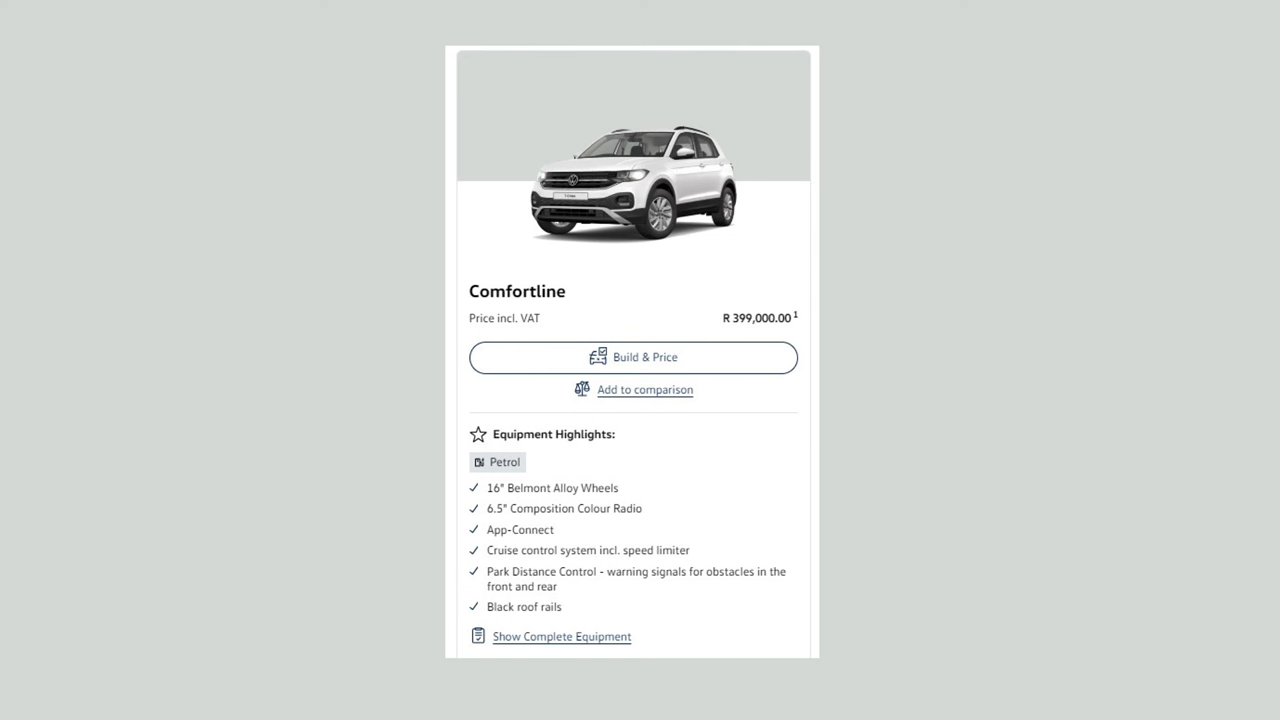 Comfortline
Price incl. VAT R 399,000.00 1
Build & Price
Add to comparison
Equipment Highlights:
Petrol
16" Belmont Alloy Wheels
6.5" Composition Colour Radio
App-Connect
Cruise control system incl. speed limiter
Park Distance Control - warning signals for obstacles in the
front and rear
Black roof rails
Show Complete Equipment